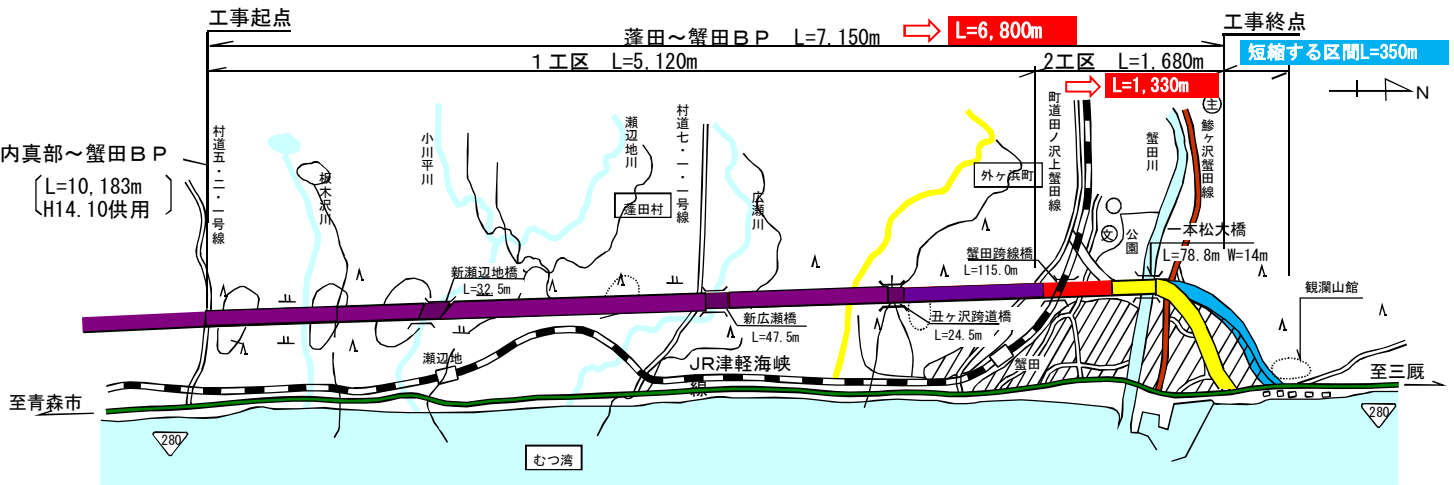 工事起点
工事終点
蓬田～蟹田ＢＰ L=7,150m
L=6,800m
短縮する区間L=350m
1工区 L=5,120m
2工区 L=1,680m
L=1,330m
N
内真部～蟹田ＢＰ
L=10,183m
H14.10供用
村道五・二・一号線
板木沢川
小川平川
瀬辺地川
蓬田村
村道七・一・一号線
広瀬川
外ヶ浜町
町道田ノ沢上蟹田線
蟹田川
主
鰺ヶ沢蟹田線
文
公園
一本松大橋
L=78.8m W=14m
蟹田跨線橋
L=115.0m
新瀬辺地橋
L=32.5m
新広瀬橋
L=47.5m
丑ヶ沢跨道橋
L=24.5m
観瀾山館
瀬辺地
JR津軽海峡
線
蟹田
至青森市
至三厩
280
280
むつ湾